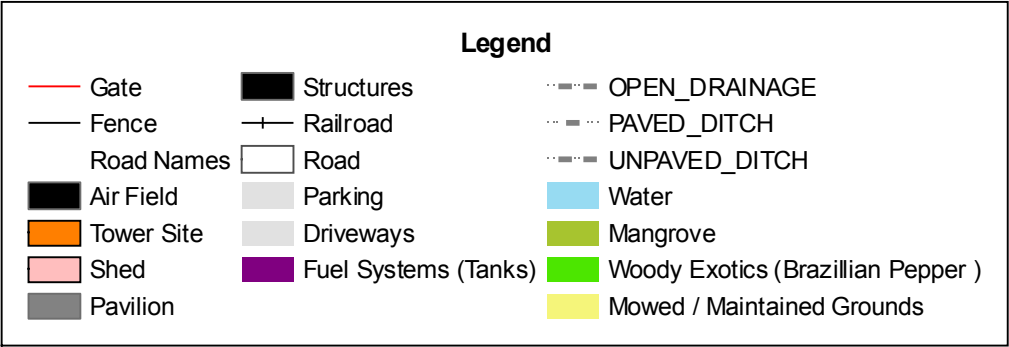 Legend
Gate
Fence
Road Names
Air Field
Tower Site
Shed
Pavilion
Structures
Railroad
Road
Parking
Driveways
Fuel Systems (Tanks)
OPEN_DRAINAGE
PAVED_DITCH
UNPAVED_DITCH
Water
Mangrove
Woody Exotics (Brazillian Pepper )
Mowed / Maintained Grounds